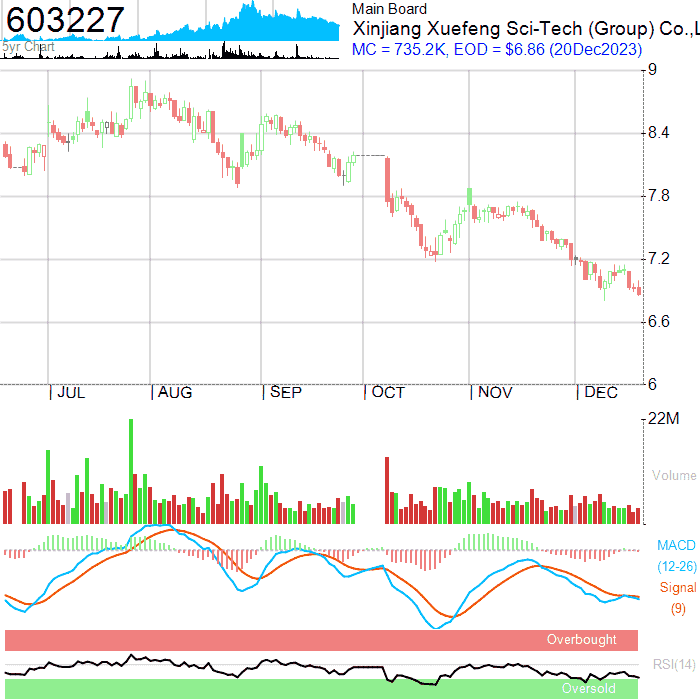 603227
5yr Chart
Main Board
Xinjiang Xuefeng Sci-Tech (Group) Co.,L
MC = 735.2K, EOD = $6.86 (20Dec2023)
9
8.4
7.8
7.2
6.6
6
JUL
AUG
SEP
OCT
NOV
DEC
22M
Volume
MACD
(12-26)
Signal
(9)
Overbought
RSI(14)
Oversold